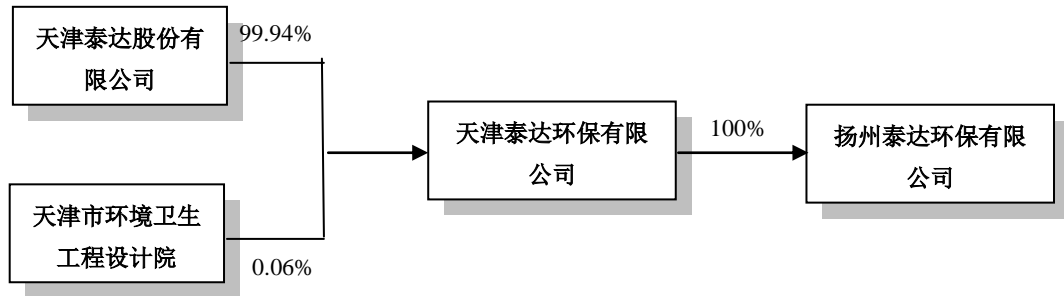 天津泰达股份有
限公司
99.94%
天津市环境卫生
工程设计院
0.06%
天津泰达环保有限
公司
100%
扬州泰达环保有限
公司